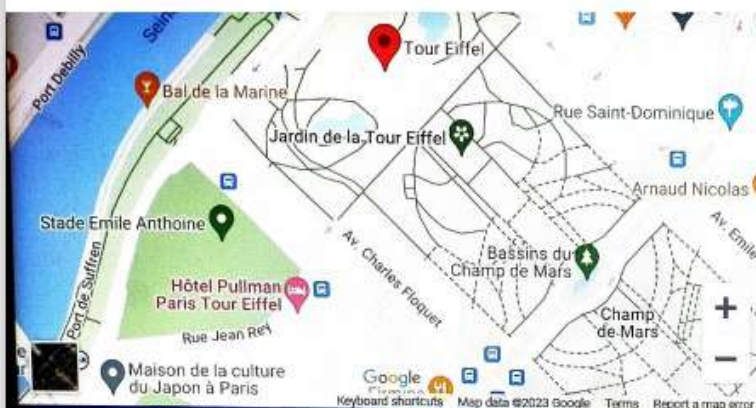 Seine
Port Debilly
Tour Eiffel
Bal de la Marine
Rue Saint-Dominique
Jardin de la Tour Eiffel
Arnaud Nicolas
Stade Emile Anthoine
Av. Charles Floquet
Bassins du
Champ de Mars
Hôtel Pullman
Paris Tour Eiffel
Port de Suffren
Champ
de Mars
Rue Jean Rey
Maison de la culture
du Japon à Paris
Google
Keyboard shortcuts Map data ©2023 Google Terms Report a map error